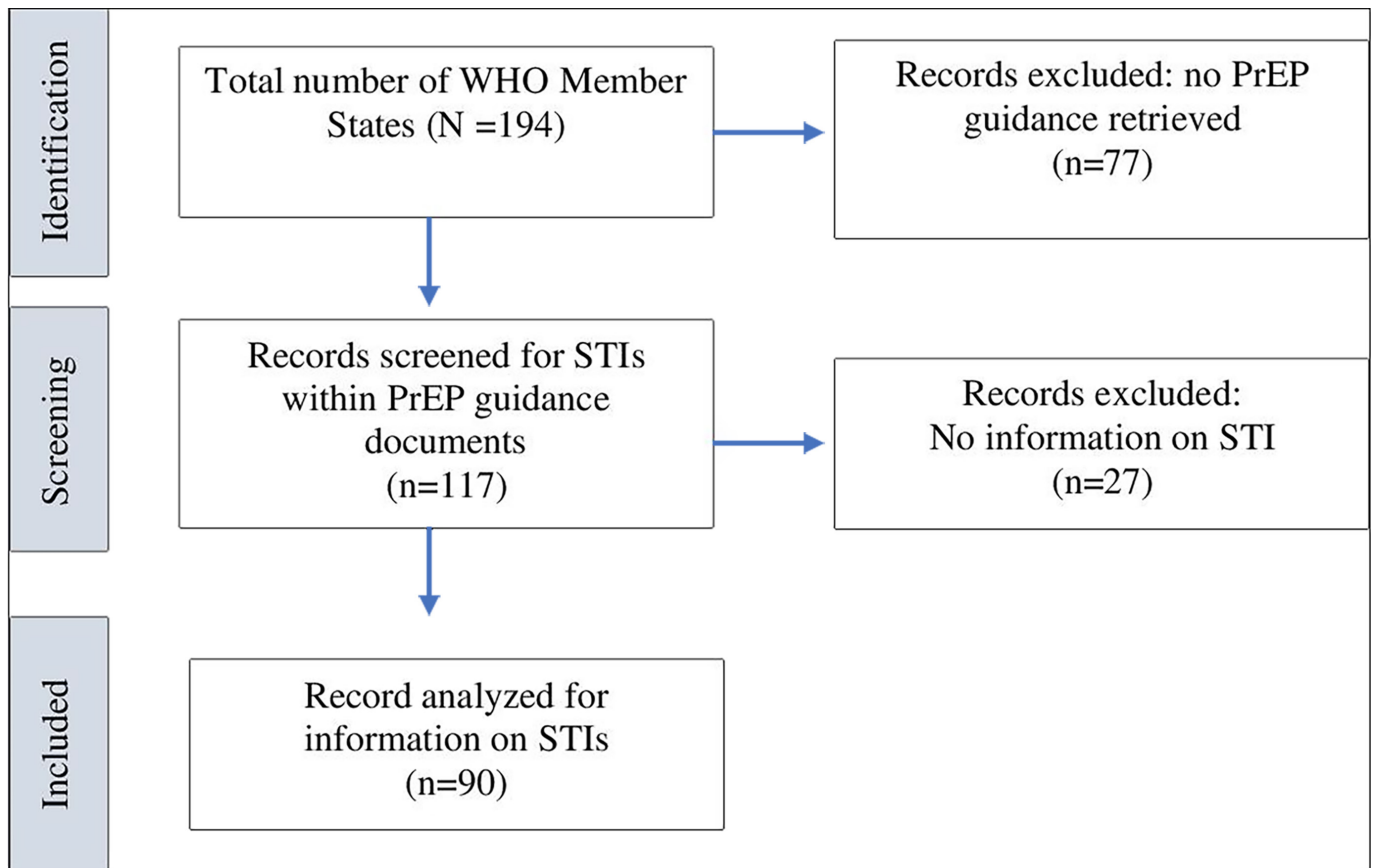 Identification
Total number of WHO Member
States (N =194)
Records excluded: no PrEP
guidance retrieved
(n=77)
Screening
Records screened for STIs
within PrEP guidance
documents
(n=117)
Records excluded:
No information on STI
(n=27)
Included
Record analyzed for
information on STIs
(n=90)